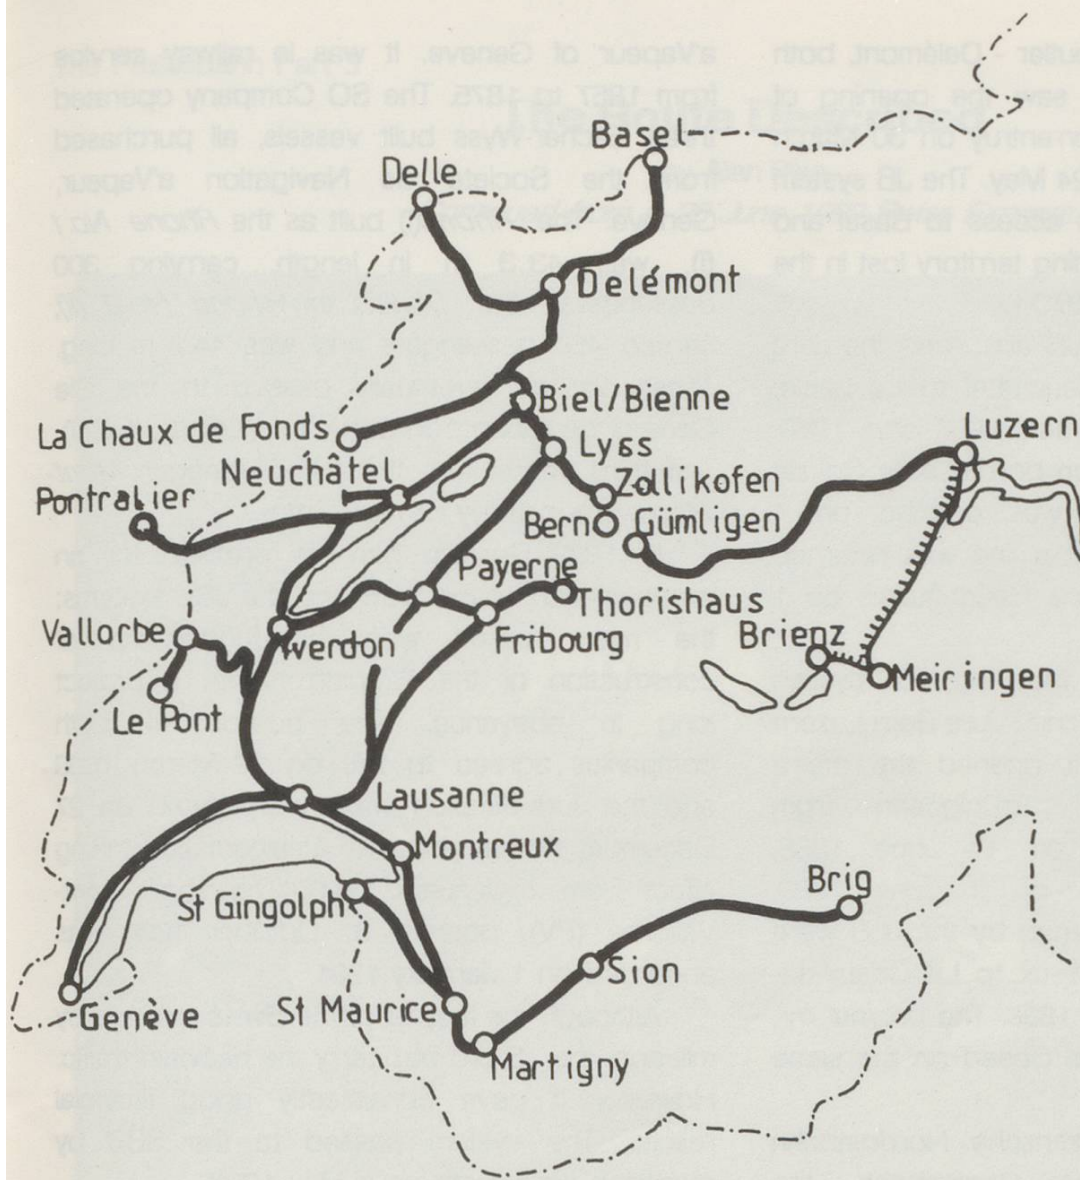 Basel
Delle
Delémont
Biel/Bienne
La Chaux de Fonds
Lyss
Luzern
Neuchâtel
Zollikofen
Pontralier
Bern
Gümligen
Payerne
Thorishaus
Vallorbe
Yverdon
Fribourg
Brienz
Meiringen
Le Pont
Lausanne
Montreux
Brig
St Gingolph
Sion
Genève
St Maurice
Martigny